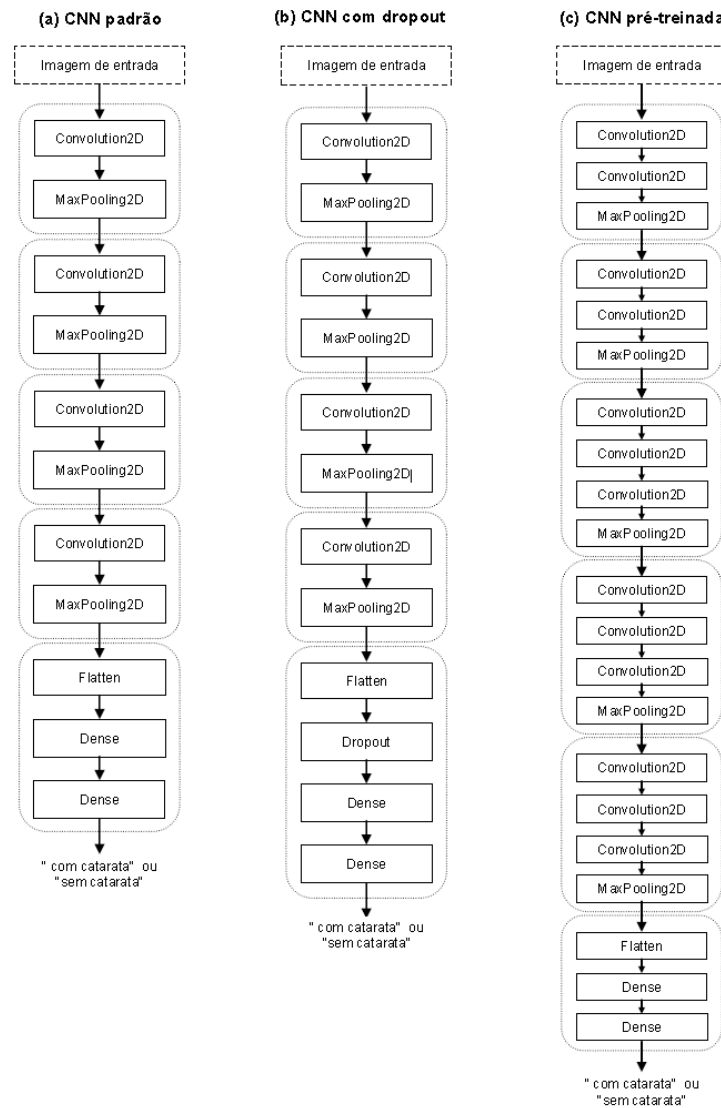 (a) CNN padrão
Imagem de entrada
Convolution2D
MaxPooling2D
Convolution2D
MaxPooling2D
Convolution2D
MaxPooling2D
Convolution2D
MaxPooling2D
Flatten
Dense
Dense
" com catarata" ou
"sem catarata"
(b) CNN com dropout
Imagem de entrada
Convolution2D
MaxPooling2D
Convolution2D
MaxPooling2D
Convolution2D
MaxPooling2D
Convolution2D
MaxPooling2D
Flatten
Dropout
Dense
Dense
" com catarata" ou
"sem catarata"
(c) CNN pré-treinada
Imagem de entrada
Convolution2D
Convolution2D
MaxPooling2D
Convolution2D
Convolution2D
MaxPooling2D
Convolution2D
Convolution2D
Convolution2D
MaxPooling2D
Convolution2D
Convolution2D
Convolution2D
MaxPooling2D
Convolution2D
Convolution2D
Convolution2D
MaxPooling2D
Flatten
Dense
Dense
" com catarata" ou
"sem catarata"